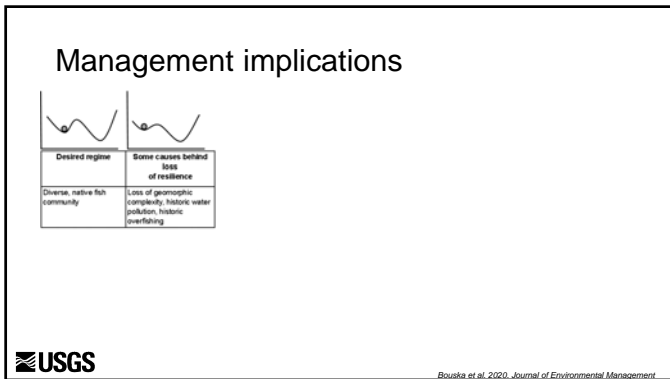 Management implications
Desired regime
Some causes behind
loss
of resilience
Diverse, native fish
community
Loss of geomorphic
complexity, historic water
pollution, historic
overfishing
USGS
Bouska et al. 2020. Journal of Environmental Management